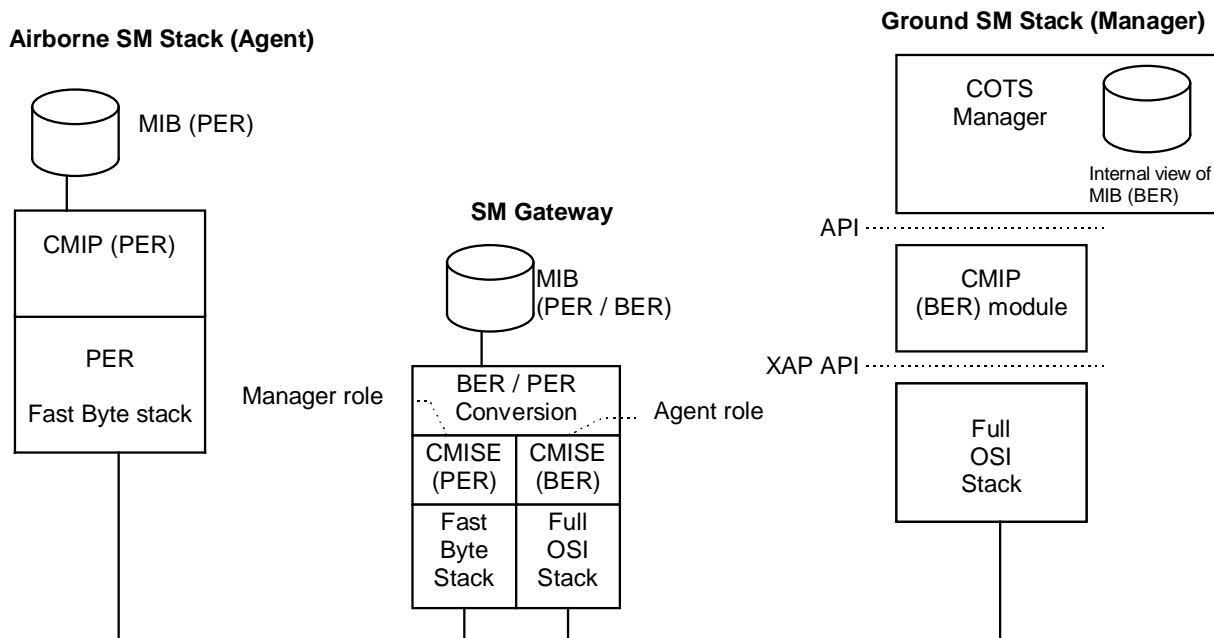 Airborne SM Stack (Agent)
MIB (PER)
CMIP (PER)
PER
Fast Byte stack
SM Gateway
MIB
(PER / BER)
Manager role
BER / PER
Conversion
Agent role
CMISE
(PER)
CMISE
(BER)
Fast
Byte
Stack
Full
OSI
Stack
Ground SM Stack (Manager)
COTS
Manager
Internal view of
MIB (BER)
API
CMIP
(BER) module
XAP API
Full
OSI
Stack